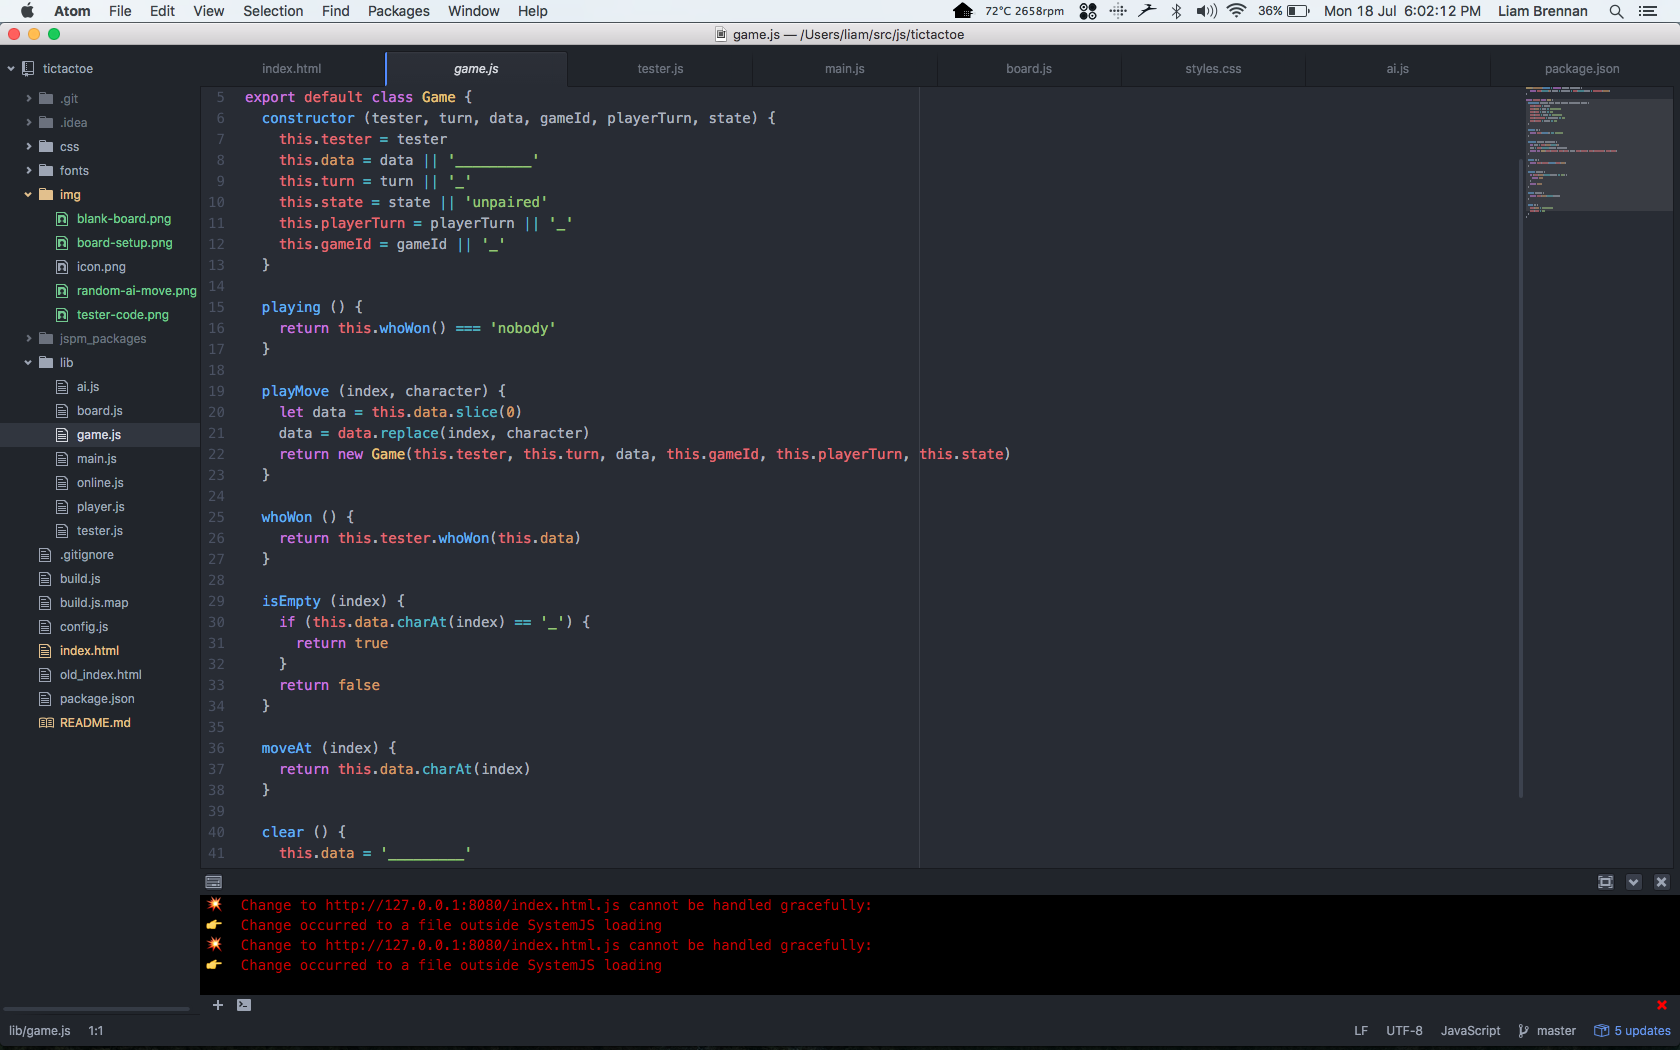 Atom File Edit View Selection Find Packages Window Help 72°C 2658rpm 36% Mon 18 Jul 6:02:12 PM Liam Brennan
game.js — /Users/liam/src/js/tictactoe
tictactoe
.git
.idea
css
fonts
img
blank-board.png
board-setup.png
icon.png
random-ai-move.png
tester-code.png
jspm_packages
lib
ai.js
board.js
game.js
main.js
online.js
player.js
tester.js
.gitignore
build.js
build.js.map
config.js
index.html
old_index.html
package.json
README.md
index.html game.js tester.js main.js board.js styles.css ai.js package.json
5 export default class Game {
6 constructor (tester, turn, data, gameId, playerTurn, state) {
7 this.tester = tester
8 this.data = data || '_________'
9 this.turn = turn || '_'
10 this.state = state || 'unpaired'
11 this.playerTurn = playerTurn || '_'
12 this.gameId = gameId || '_'
13 }
14
15 playing () {
16 return this.whoWon() === 'nobody'
17 }
18
19 playMove (index, character) {
20 let data = this.data.slice(0)
21 data = data.replace(index, character)
22 return new Game(this.tester, this.turn, data, this.gameId, this.playerTurn, this.state)
23 }
24
25 whoWon () {
26 return this.tester.whoWon(this.data)
27 }
28
29 isEmpty (index) {
30 if (this.data.charAt(index) == '_') {
31 return true
32 }
33 return false
34 }
35
36 moveAt (index) {
37 return this.data.charAt(index)
38 }
39
40 clear () {
41 this.data = '_________'
Change to http://127.0.0.1:8080/index.html.js cannot be handled gracefully:
Change occurred to a file outside SystemJS loading
Change to http://127.0.0.1:8080/index.html.js cannot be handled gracefully:
Change occurred to a file outside SystemJS loading
lib/game.js 1:1 LF UTF-8 JavaScript master 5 updates